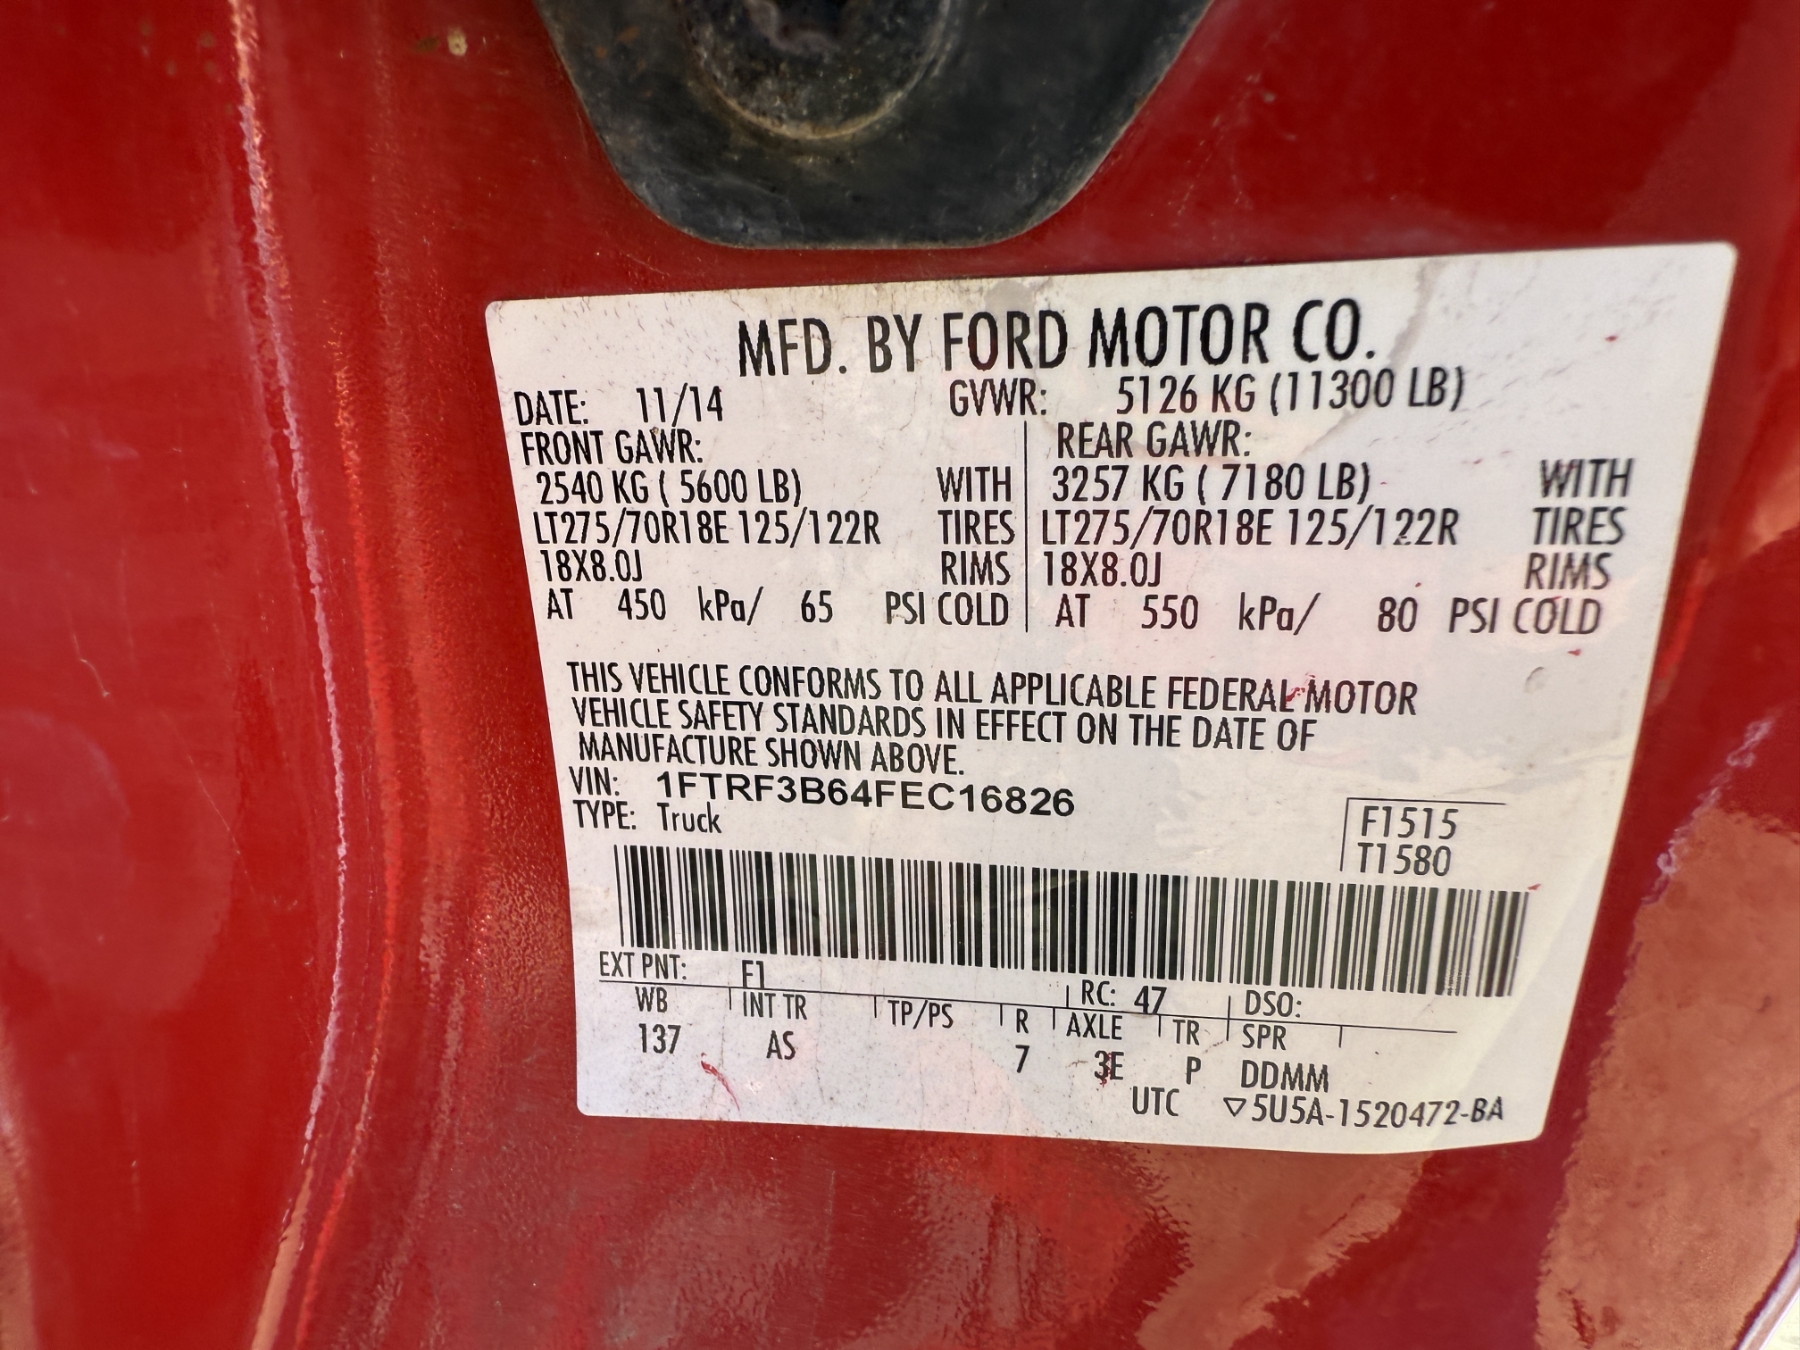 MFD. BY FORD MOTOR CO.
DATE: 11/14 GVWR: 5126 KG (11300 LB)
FRONT GAWR: REAR GAWR:
2540 KG ( 5600 LB) WITH 3257 KG ( 7180 LB) WITH
LT275/70R18E 125/122R TIRES LT275/70R18E 125/122R TIRES
18X8.0J RIMS 18X8.0J RIMS
AT 450 kPa/ 65 PSI COLD AT 550 kPa/ 80 PSI COLD
THIS VEHICLE CONFORMS TO ALL APPLICABLE FEDERAL MOTOR
VEHICLE SAFETY STANDARDS IN EFFECT ON THE DATE OF
MANUFACTURE SHOWN ABOVE.
VIN: 1FTRF3B64FEC16826
TYPE: Truck
F1515
T1580
EXT PNT: F1 RC: 47 DSO:
WB INT TR TP/PS R AXLE TR SPR
137 AS 7 3E P DDMM
UTC ▽5U5A-1520472-BA